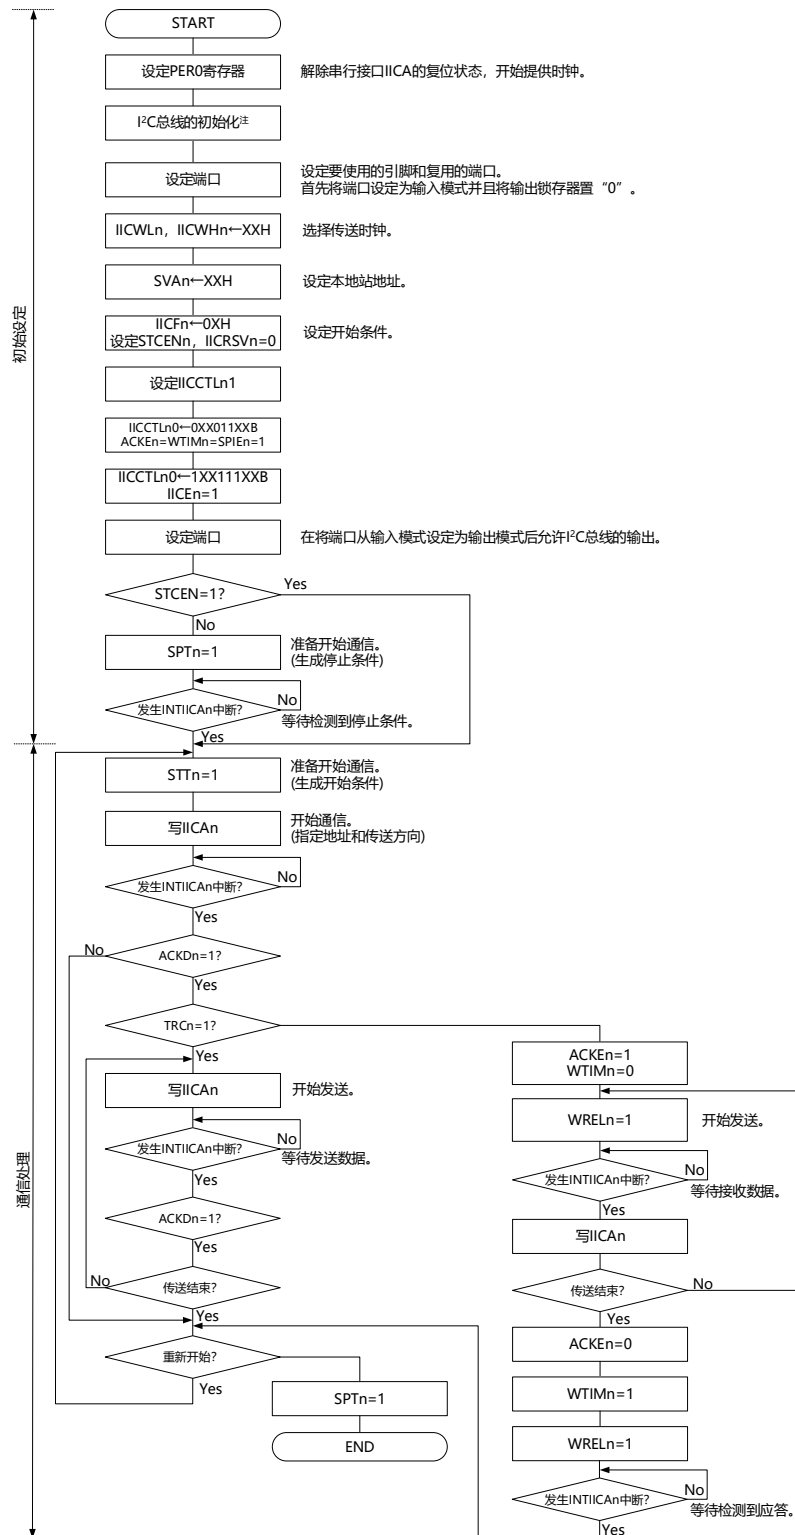 START
设定PER0寄存器
解除串行接口IICA的复位状态，开始提供时钟。
I²C总线的初始化注
设定端口
设定要使用的引脚和复用的端口。
首先将端口设定为输入模式并且将输出锁存器置“0”。
IICWLn，IICWHn←XXH
选择传送时钟。
SVAn←XXH
设定本地站地址。
IICFn←0XH
设定STCENn，IICRSVn=0
设定开始条件。
初始设定
设定IICCTLn1
IICCTLn0←0XX011XXB
ACKEn=WTIMn=SPIEn=1
IICCTLn0←1XX111XXB
IICEn=1
设定端口
在将端口从输入模式设定为输出模式后允许I²C总线的输出。
STCEN=1?
Yes
No
SPTn=1
准备开始通信。
(生成停止条件)
发生INTIICAn中断?
No
等待检测到停止条件。
Yes
STTn=1
准备开始通信。
(生成开始条件)
写IICAn
开始通信。
(指定地址和传送方向)
发生INTIICAn中断?
No
Yes
ACKDn=1?
No
Yes
TRCn=1?
Yes
ACKEn=1
WTIMn=0
写IICAn
开始发送。
WRELn=1
开始发送。
发生INTIICAn中断?
No
等待发送数据。
Yes
发生INTIICAn中断?
No
等待接收数据。
Yes
通信处理
ACKDn=1?
Yes
写IICAn
传送结束?
No
Yes
传送结束?
No
Yes
ACKEn=0
重新开始?
Yes
SPTn=1
WTIMn=1
END
WRELn=1
发生INTIICAn中断?
No
等待检测到应答。
Yes